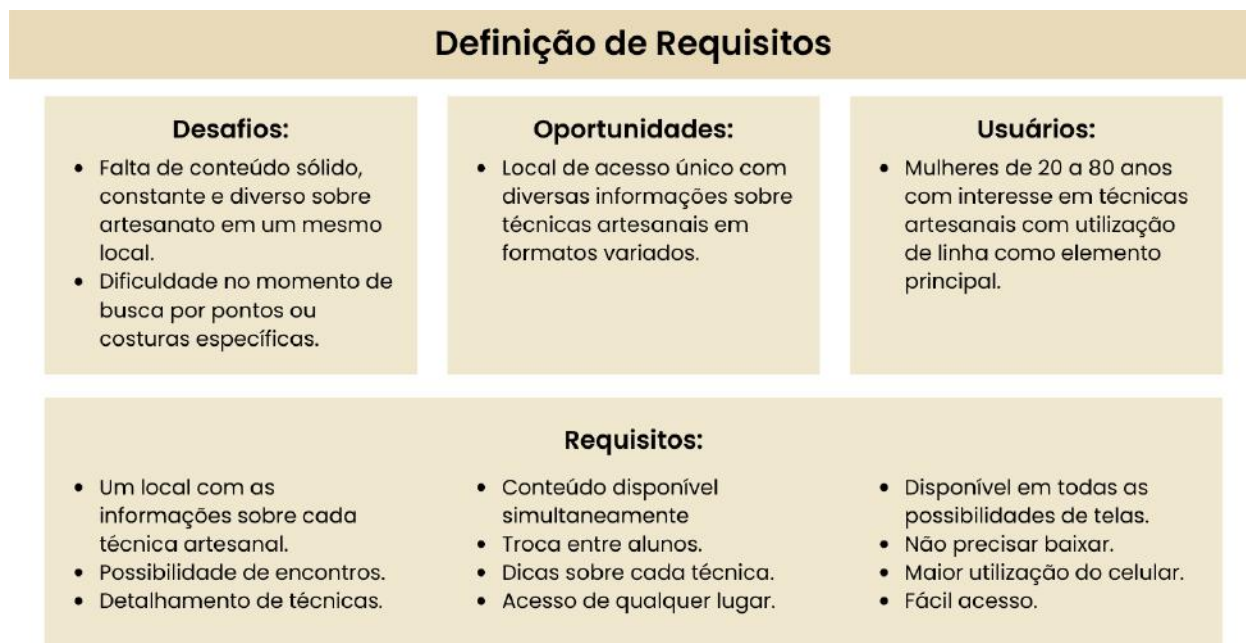 Definição de Requisitos
Desafios:
• Falta de conteúdo sólido,
constante e diverso sobre
artesanato em um mesmo
local.
• Dificuldade no momento de
busca por pontos ou
costuras específicas.
Oportunidades:
• Local de acesso único com
diversas informações sobre
técnicas artesanais em
formatos variados.
Usuários:
• Mulheres de 20 a 80 anos
com interesse em técnicas
artesanais com utilização
de linha como elemento
principal.
Requisitos:
• Um local com as
informações sobre cada
técnica artesanal.
• Possibilidade de encontros.
• Detalhamento de técnicas.
• Conteúdo disponível
simultaneamente
• Troca entre alunos.
• Dicas sobre cada técnica.
• Acesso de qualquer lugar.
• Disponível em todas as
possibilidades de telas.
• Não precisar baixar.
• Maior utilização do celular.
• Fácil acesso.